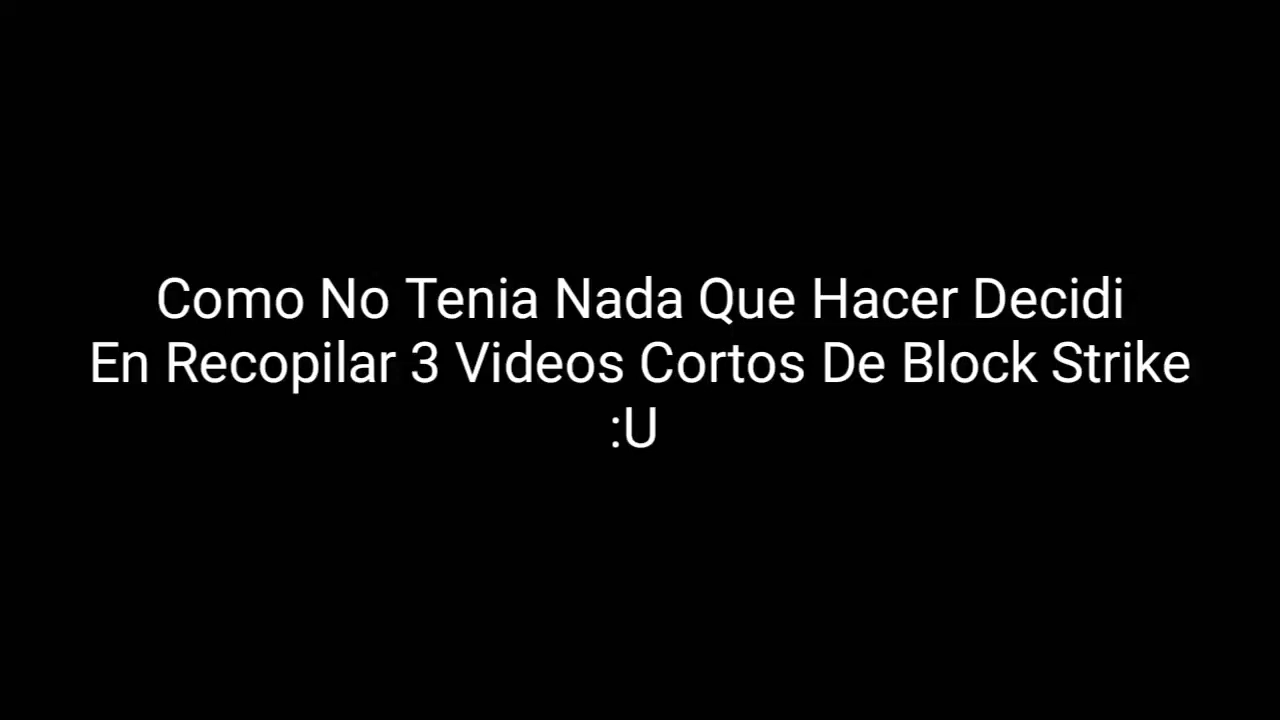 Como No Tenia Nada Que Hacer Decidi
En Recopilar 3 Videos Cortos De Block Strike
:U